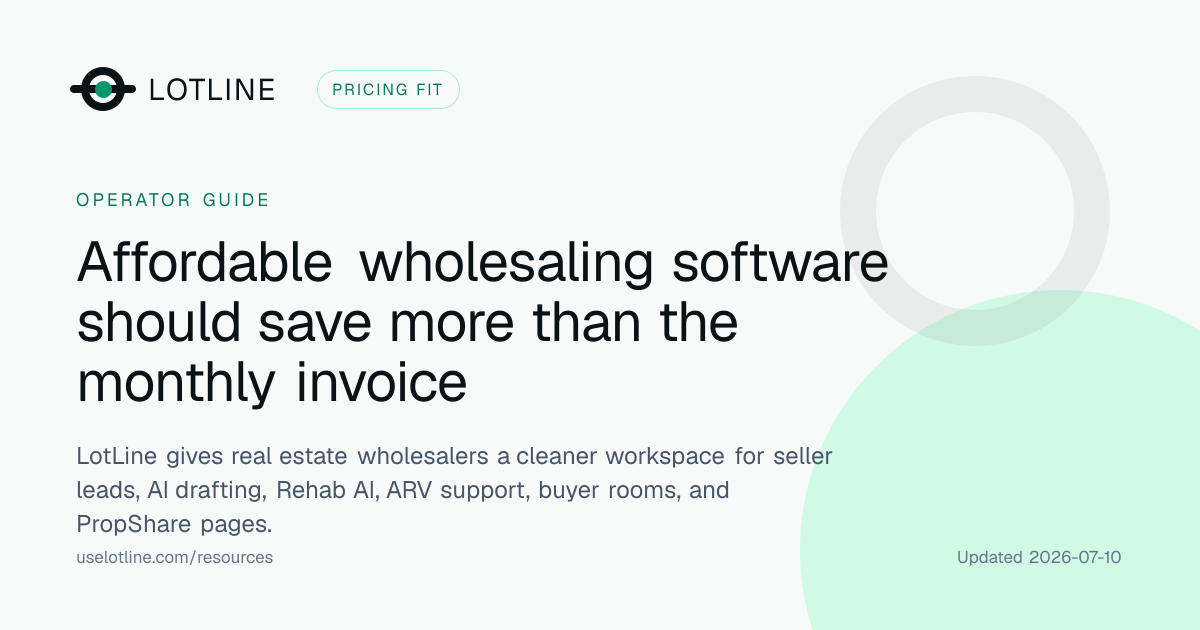 LOTLINE
PRICING FIT
OPERATOR GUIDE
Affordable wholesaling software
should save more than the
monthly invoice
LotLine gives real estate wholesalers a cleaner workspace for seller
leads, AI drafting, Rehab AI, ARV support, buyer rooms, and
PropShare pages.
uselotline.com/resources
Updated 2026-07-10